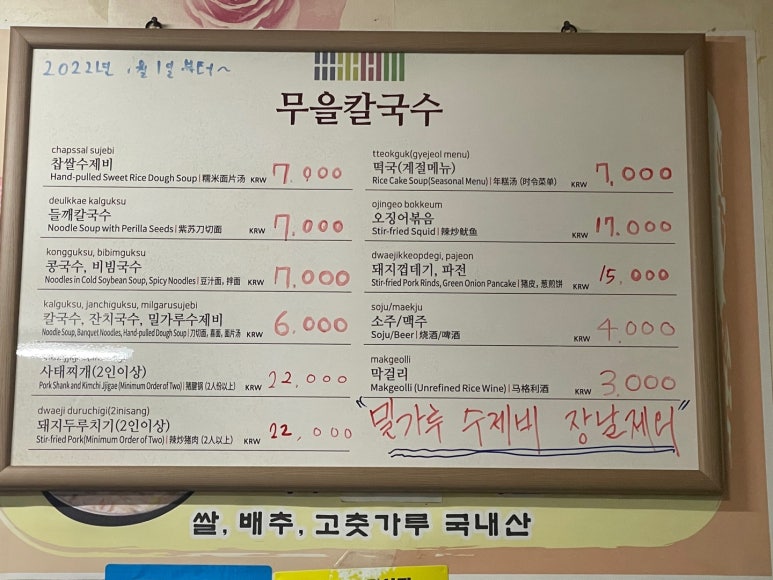 2022년 1월 1일 부터~
무을칼국수
chapssal sujebi
찹쌀수제비
Hand-pulled Sweet Rice Dough Soup | 糯米面片汤 KRW 7,000
deulkkae kalguksu
들깨칼국수
Noodle Soup with Perilla Seeds | 紫苏刀切面 KRW 7,000
kongguksu, bibimguksu
콩국수, 비빔국수
Noodles in Cold Soybean Soup, Spicy Noodles | 豆汁面, 拌面 KRW 7,000
kalguksu, janchiguksu, milgarusujebi
칼국수, 잔치국수, 밀가루수제비
Noodle Soup, Banquet Noodles, Hand-pulled Dough Soup | 刀切面, 喜面, 面片汤 KRW 6,000
사태찌개(2인이상)
Pork Shank and Kimchi Jjigae (Minimum Order of Two) | 猪腱锅 (2人份以上) KRW 22,000
dwaeji duruchigi(2inisang)
돼지두루치기(2인이상)
Stir-fried Pork(Minimum Order of Two) | 辣炒猪肉 (2人以上) KRW 22,000
tteokguk(gyejeol menu)
떡국(계절메뉴)
Rice Cake Soup(Seasonal Menu) | 年糕汤 (时令菜单) KRW 7,000
ojingeo bokkeum
오징어볶음
Stir-fried Squid | 辣炒鱿鱼 KRW 17,000
dwaejikkeopdegi, pajeon
돼지껍데기, 파전
Stir-fried Pork Rinds, Green Onion Pancake | 猪皮, 葱煎饼 KRW 15,000
soju/maekju
소주/맥주
Soju/Beer | 烧酒/啤酒 KRW 4,000
makgeolli
막걸리
Makgeolli (Unrefined Rice Wine) | 马格利酒 KRW 3,000
"밀가루 수제비 장날제외"
쌀, 배추, 고춧가루 국내산